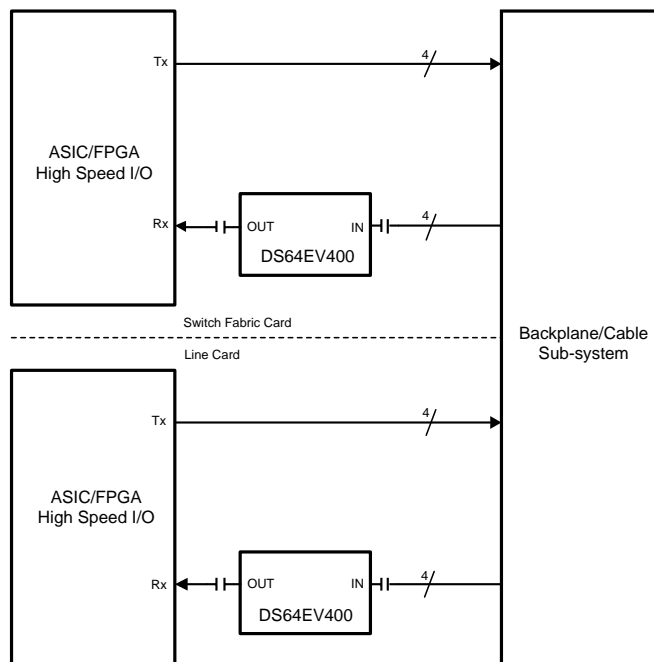 Tx
4
ASIC/FPGA
High Speed I/O
Rx
OUT
IN
4
DS64EV400
Switch Fabric Card
Line Card
Backplane/Cable
Sub-system
Tx
4
ASIC/FPGA
High Speed I/O
Rx
OUT
IN
4
DS64EV400